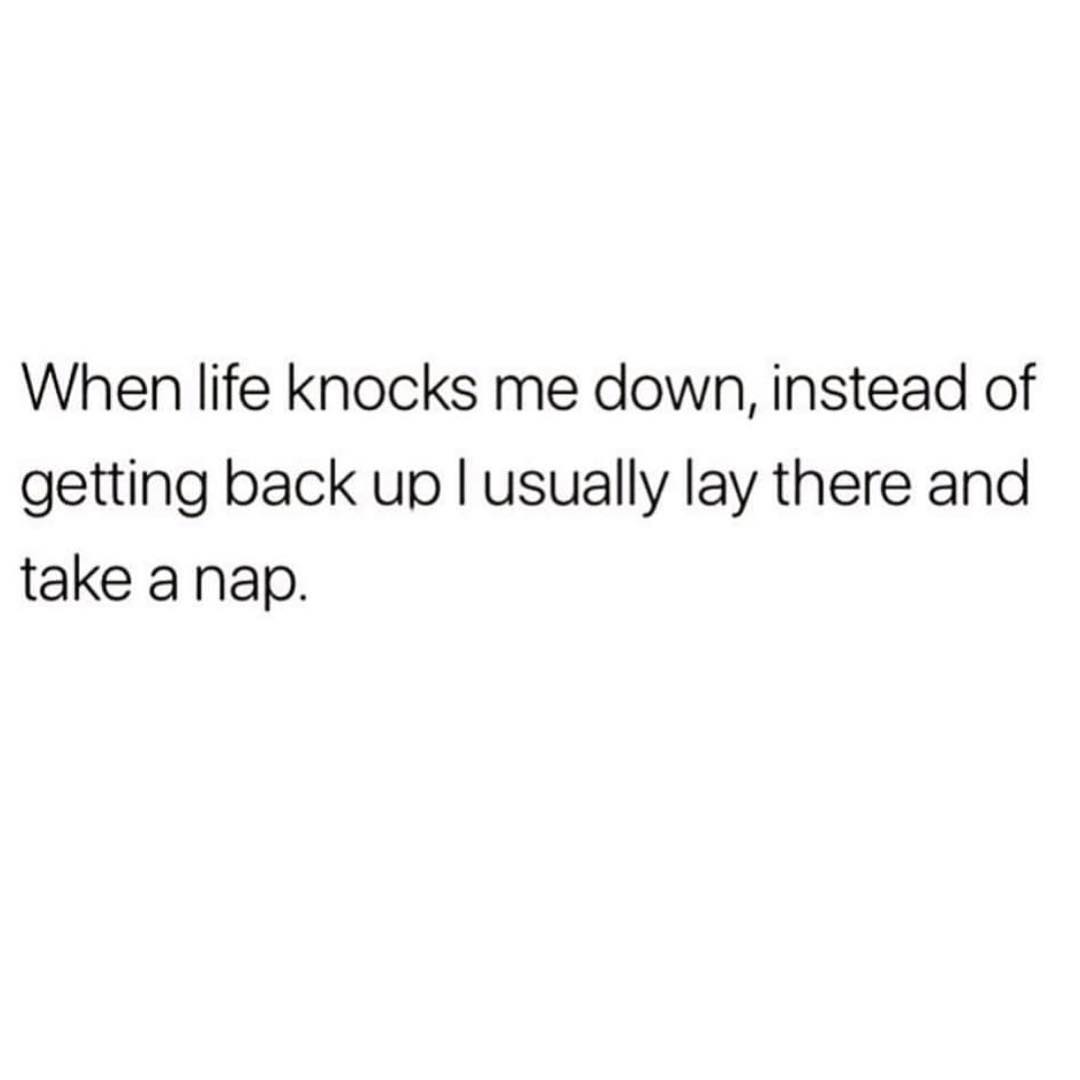 When life knocks me down, instead of
getting back up I usually lay there and
take a nap.